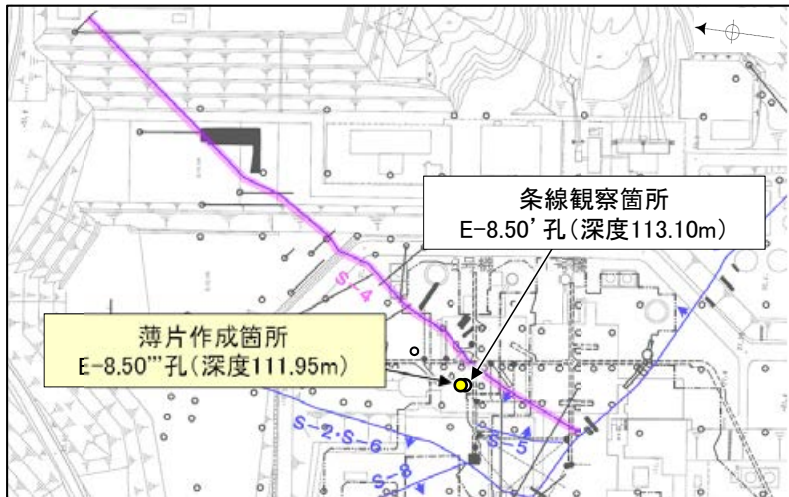 条線観察箇所
E-8.50’孔(深度113.10m)
S-4
薄片作成箇所
E-8.50’’’孔(深度111.95m)
S-2・S-6
S-5
S-8